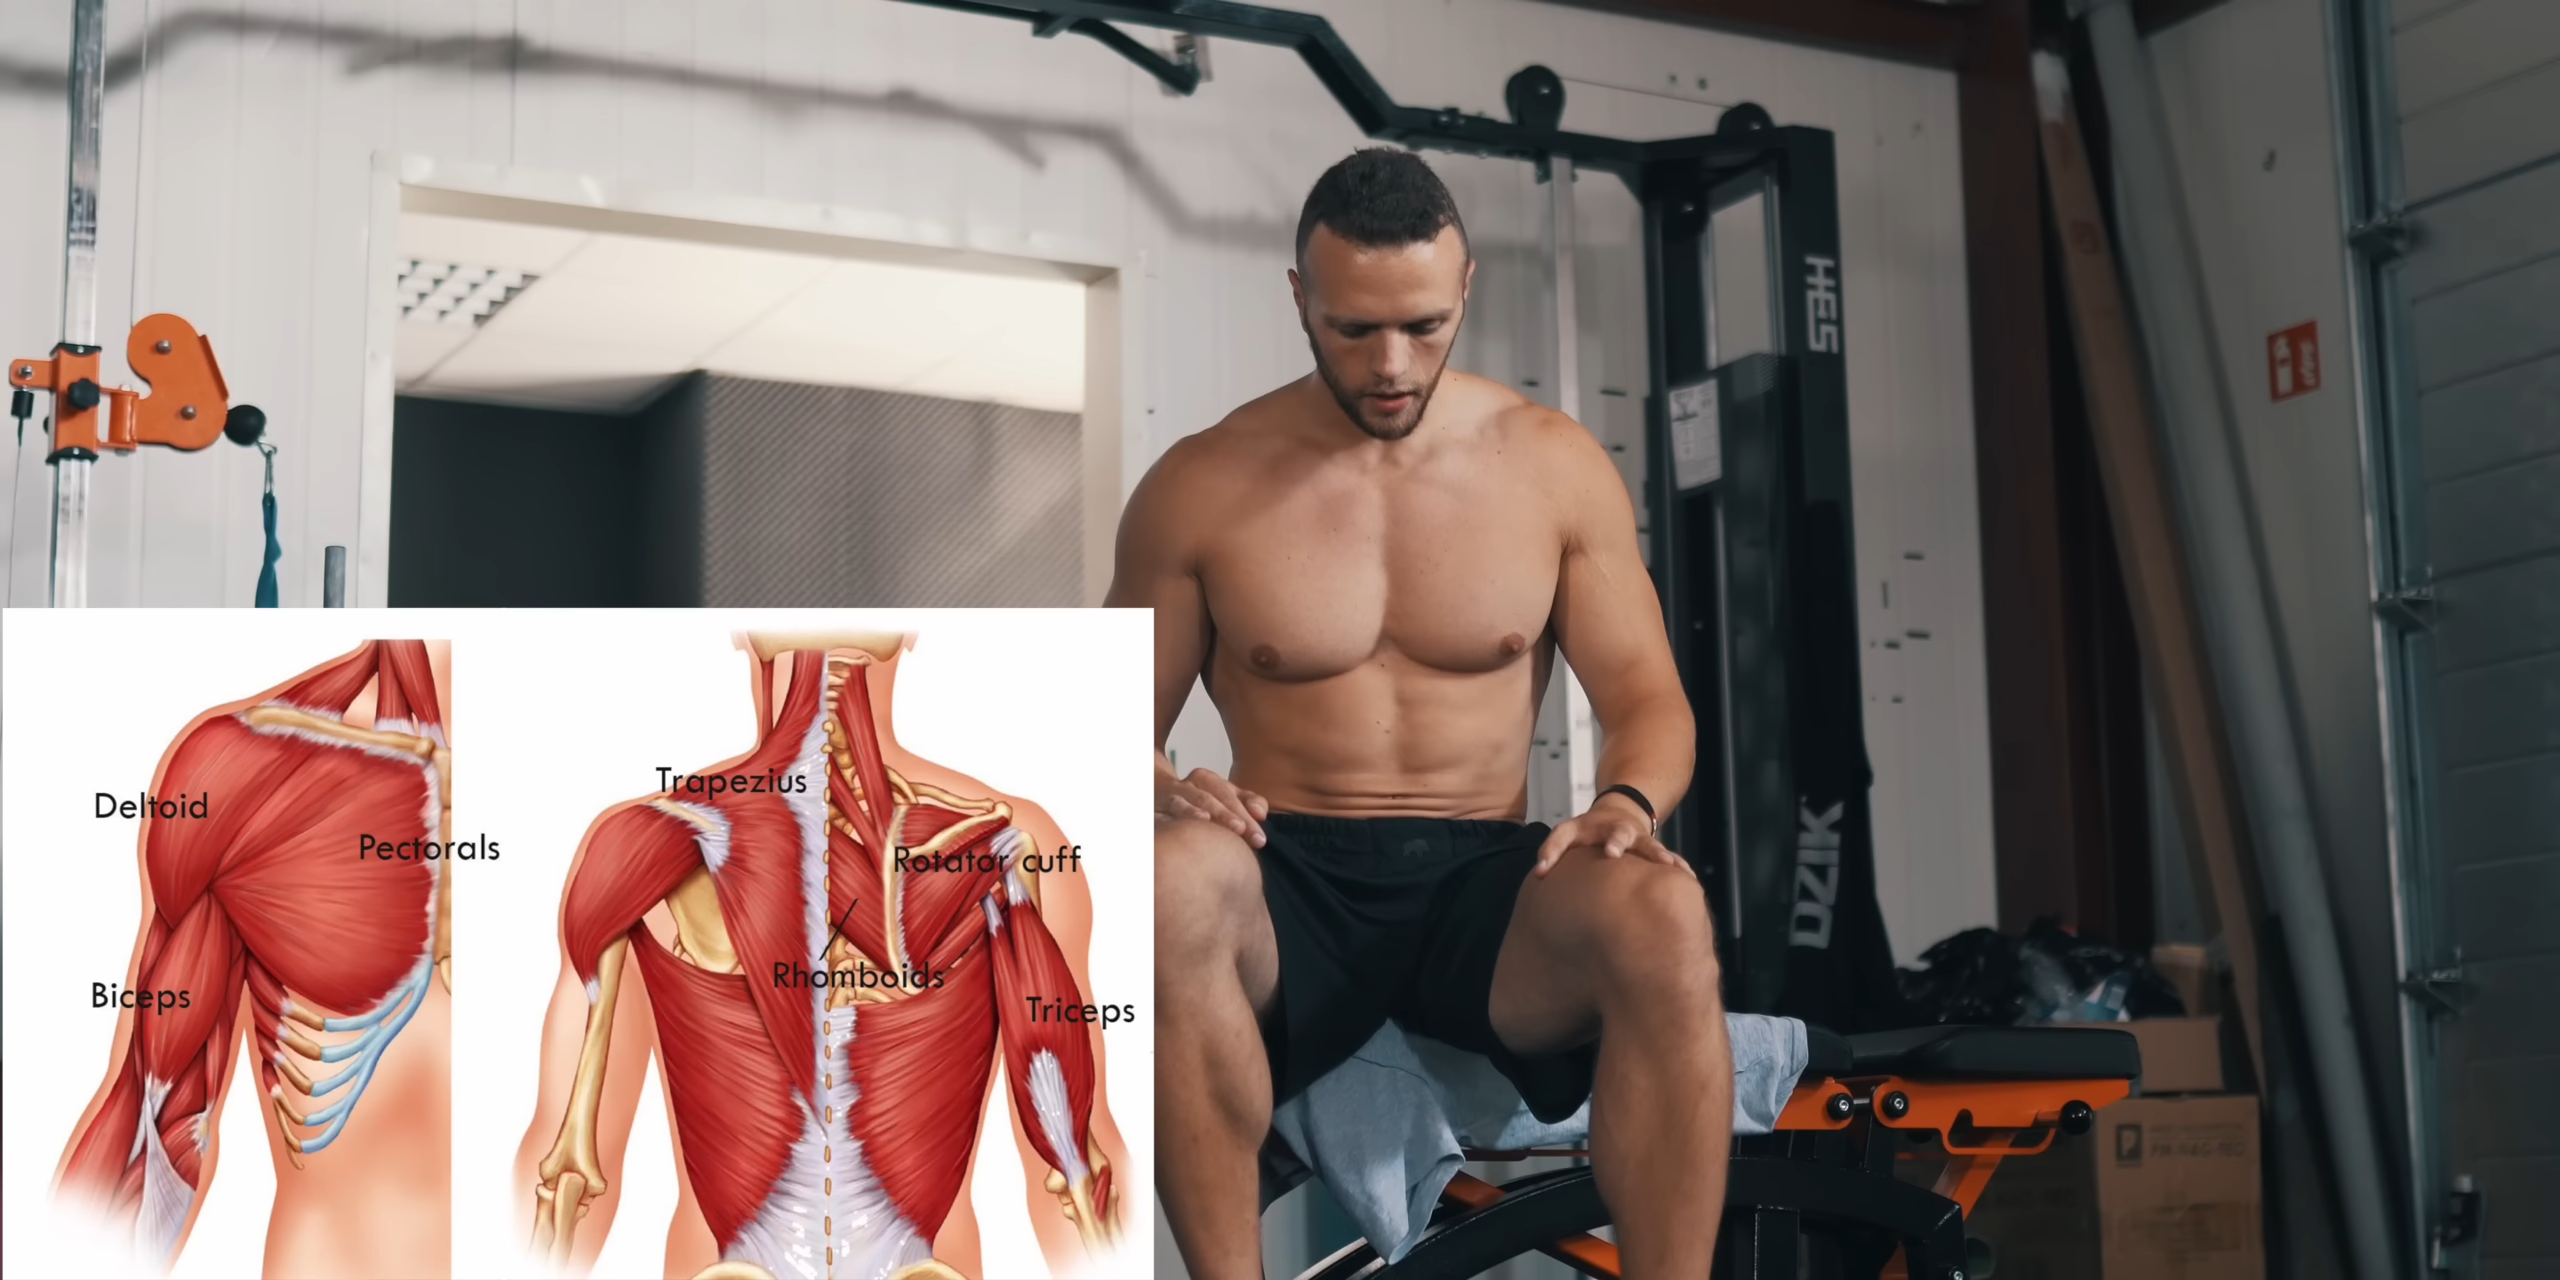 HES
DZIK
Deltoid
Pectorals
Biceps
Trapezius
Rotator cuff
Rhomboids
Triceps